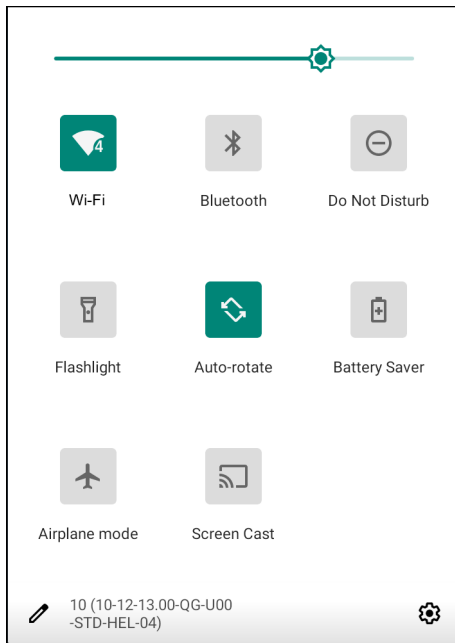 4
Wi-Fi
Bluetooth
Do Not Disturb
Flashlight
Auto-rotate
Battery Saver
Airplane mode
Screen Cast
10 (10-12-13.00-QG-U00
-STD-HEL-04)